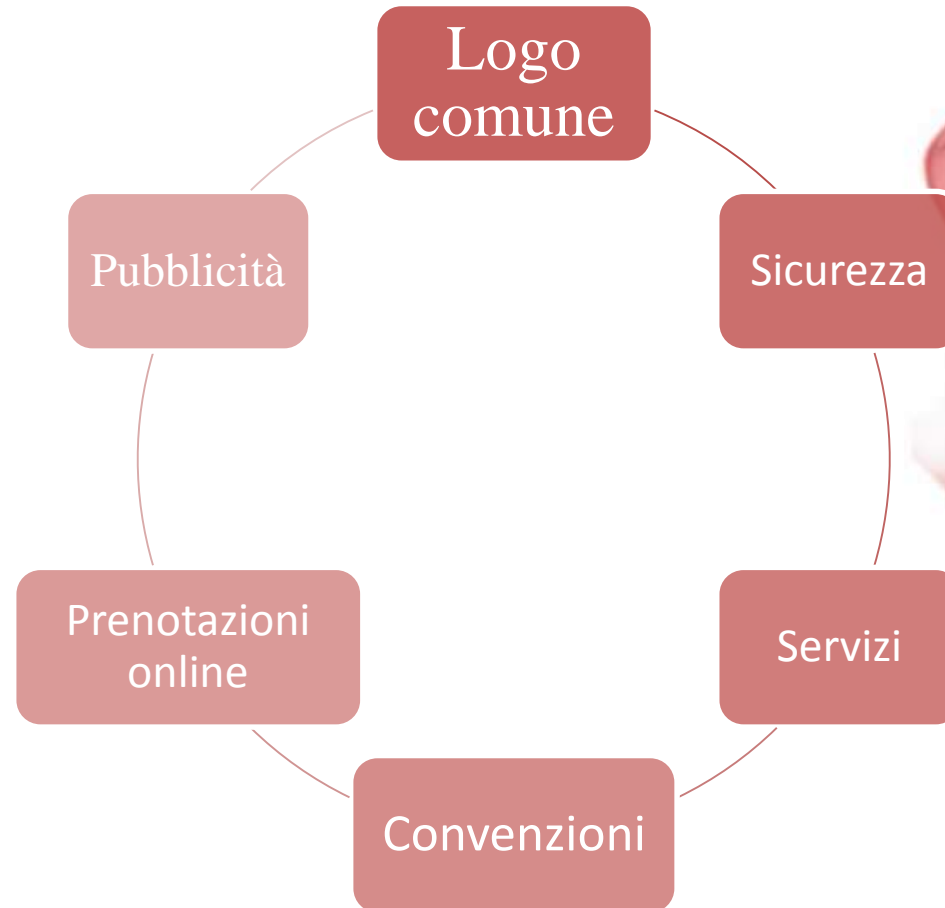 Logo
comune
Sicurezza
Servizi
Convenzioni
Prenotazioni
online
Pubblicità